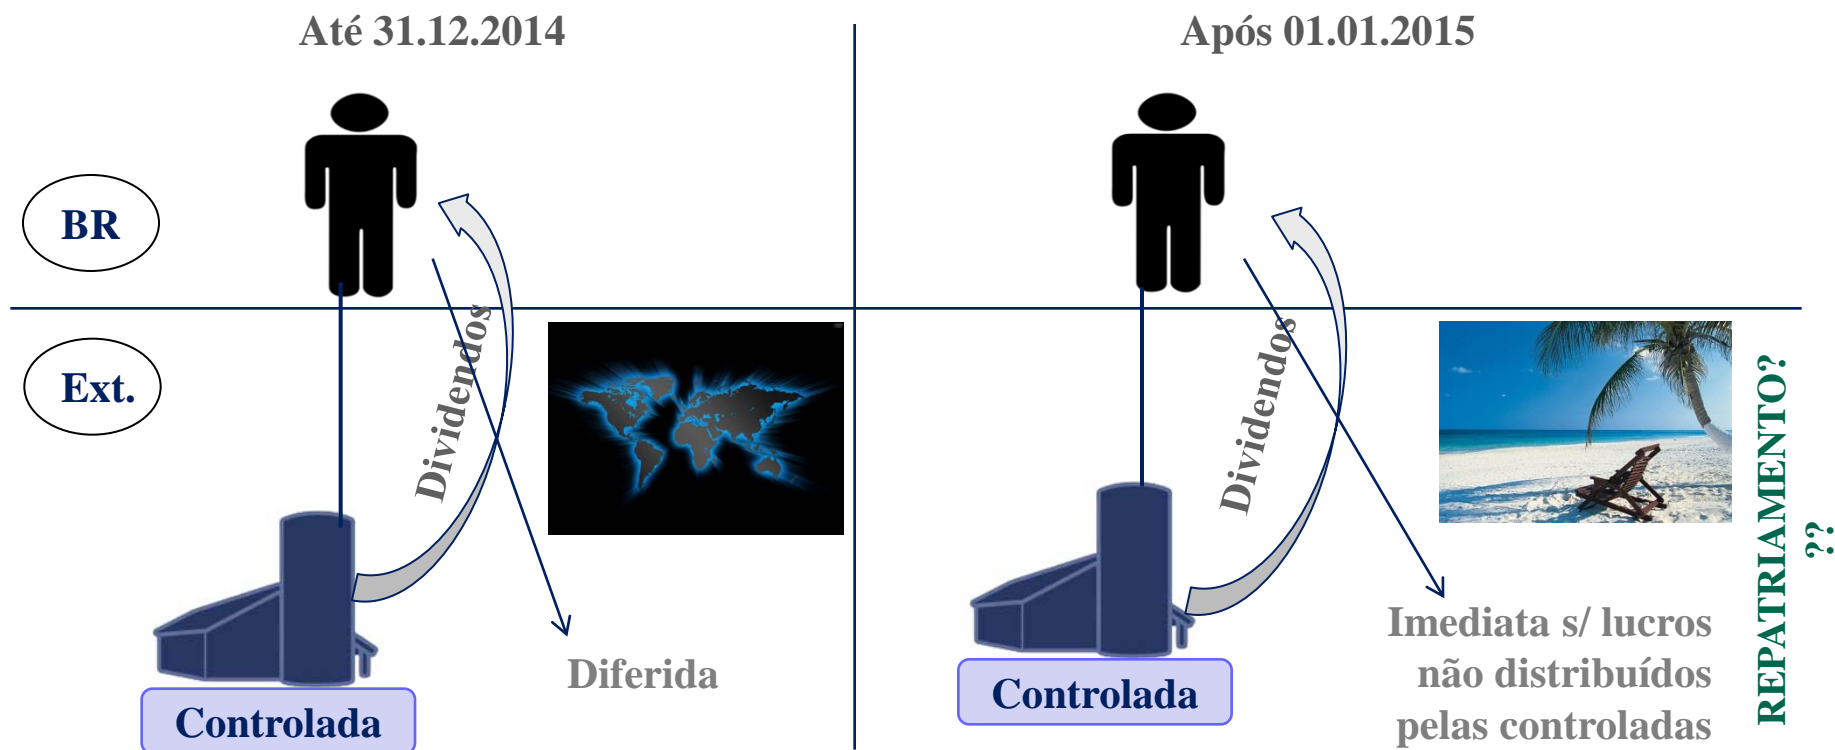 Até 31.12.2014
Após 01.01.2015
BR
Ext.
Dividendos
Diferida
Controlada
Dividendos
Controlada
Imediata s/ lucros
não distribuídos
pelas controladas
REPATRIAMENTO?
??